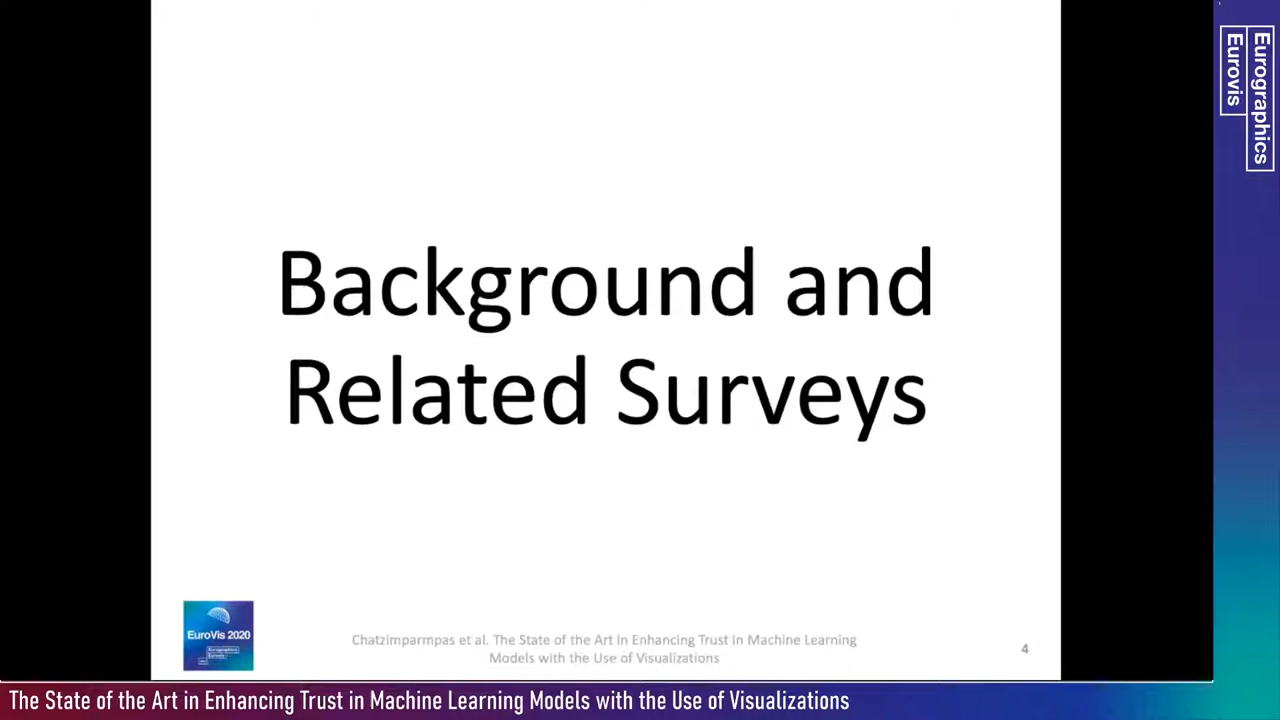 Eurographics
Eurovis
Background and
Related Surveys
EuroVis 2020
Eurographics
Eurovis
Chatzimparmpas et al. The State of the Art in Enhancing Trust in Machine Learning
Models with the Use of Visualizations
4
The State of the Art in Enhancing Trust in Machine Learning Models with the Use of Visualizations